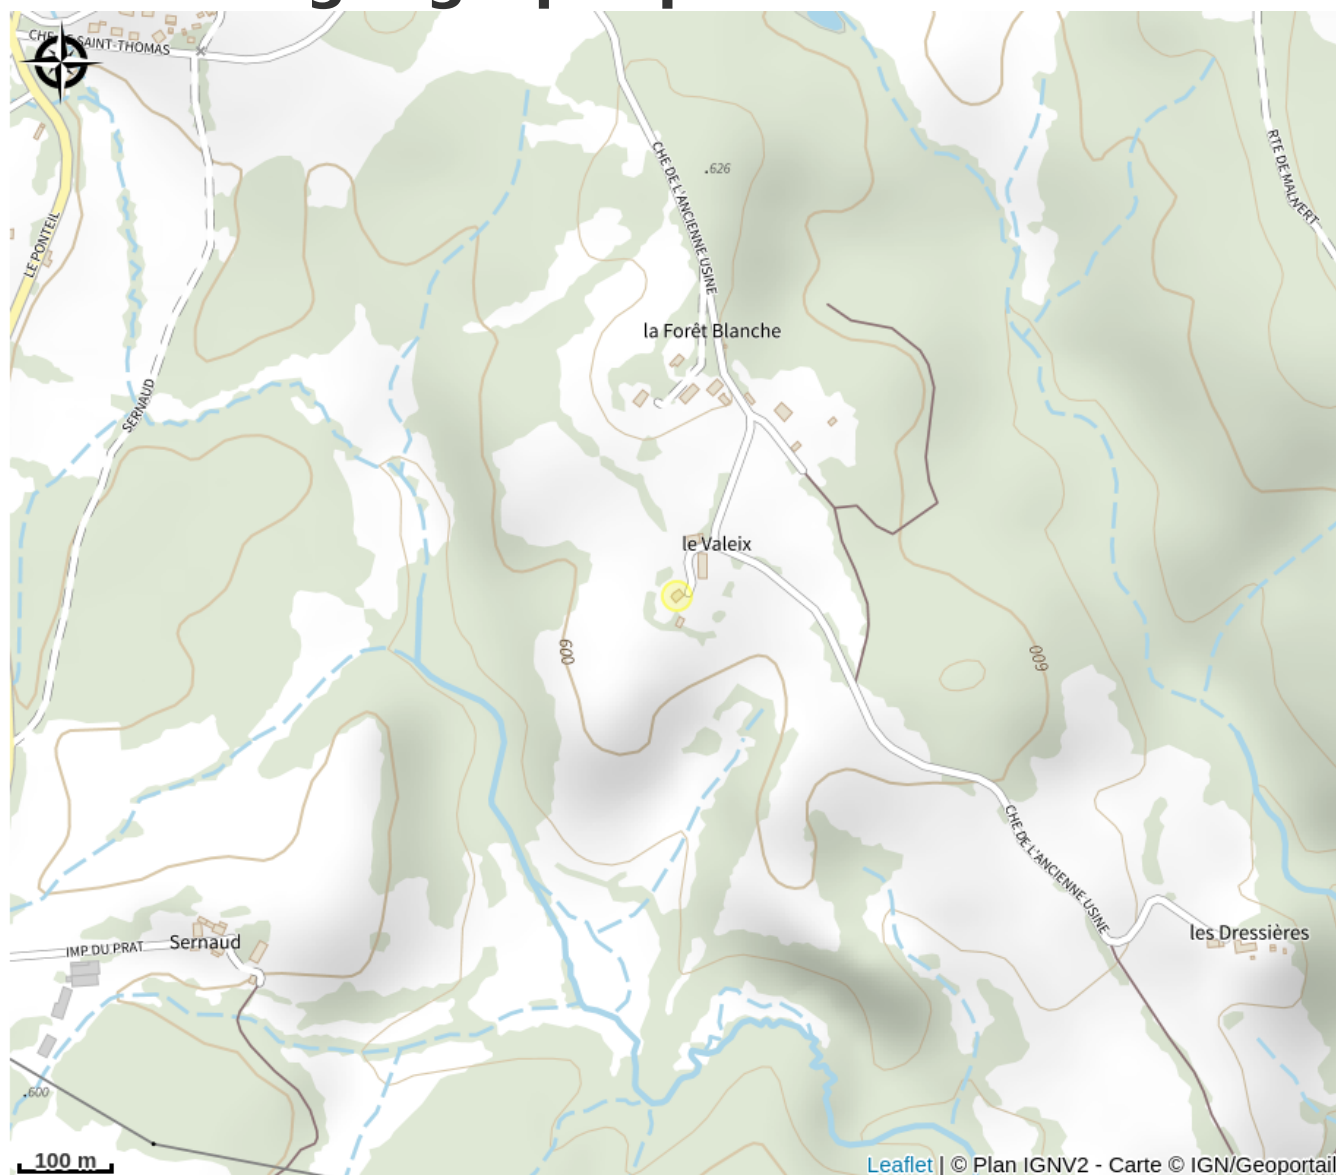 CHE DE SAINT-THOMAS
.626
CHE DE L'ANCIENNE USINE
RTE DE MALVERT
LE PONTEIL
la Forêt Blanche
SERNAUD
le Valeix
600
600
CHE DE L'ANCIENNE USINE
les Dressières
Sernaud
IMP DU PRAT
.600
100 m
Leaflet | © Plan IGNV2 - Carte © IGN/Geoportail